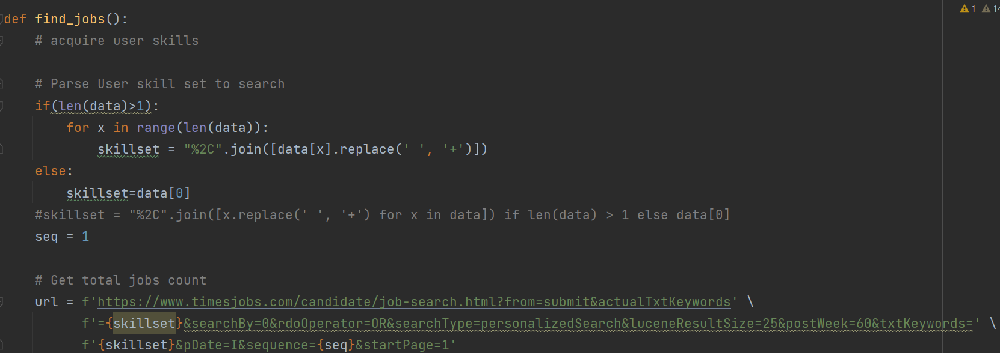 def find_jobs():
# acquire user skills
# Parse User skill set to search
if(len(data)>1):
for x in range(len(data)):
skillset = "%2C".join([data[x].replace(' ', '+')])
else:
skillset=data[0]
#skillset = "%2C".join([x.replace(' ', '+') for x in data]) if len(data) > 1 else data[0]
seq = 1
# Get total jobs count
url = f'https://www.timesjobs.com/candidate/job-search.html?from=submit&actualTxtKeywords' \
f'={skillset}&searchBy=0&rdoOperator=OR&searchType=personalizedSearch&luceneResultSize=25&postWeek=60&txtKeywords=' \
f'{skillset}&pDate=I&sequence={seq}&startPage=1'
1